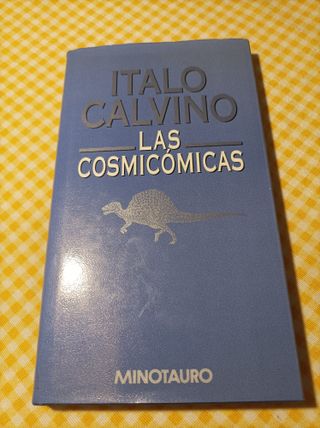 ITALO
CALVINO
LAS
COSMICÓMICAS
MINOTAURO